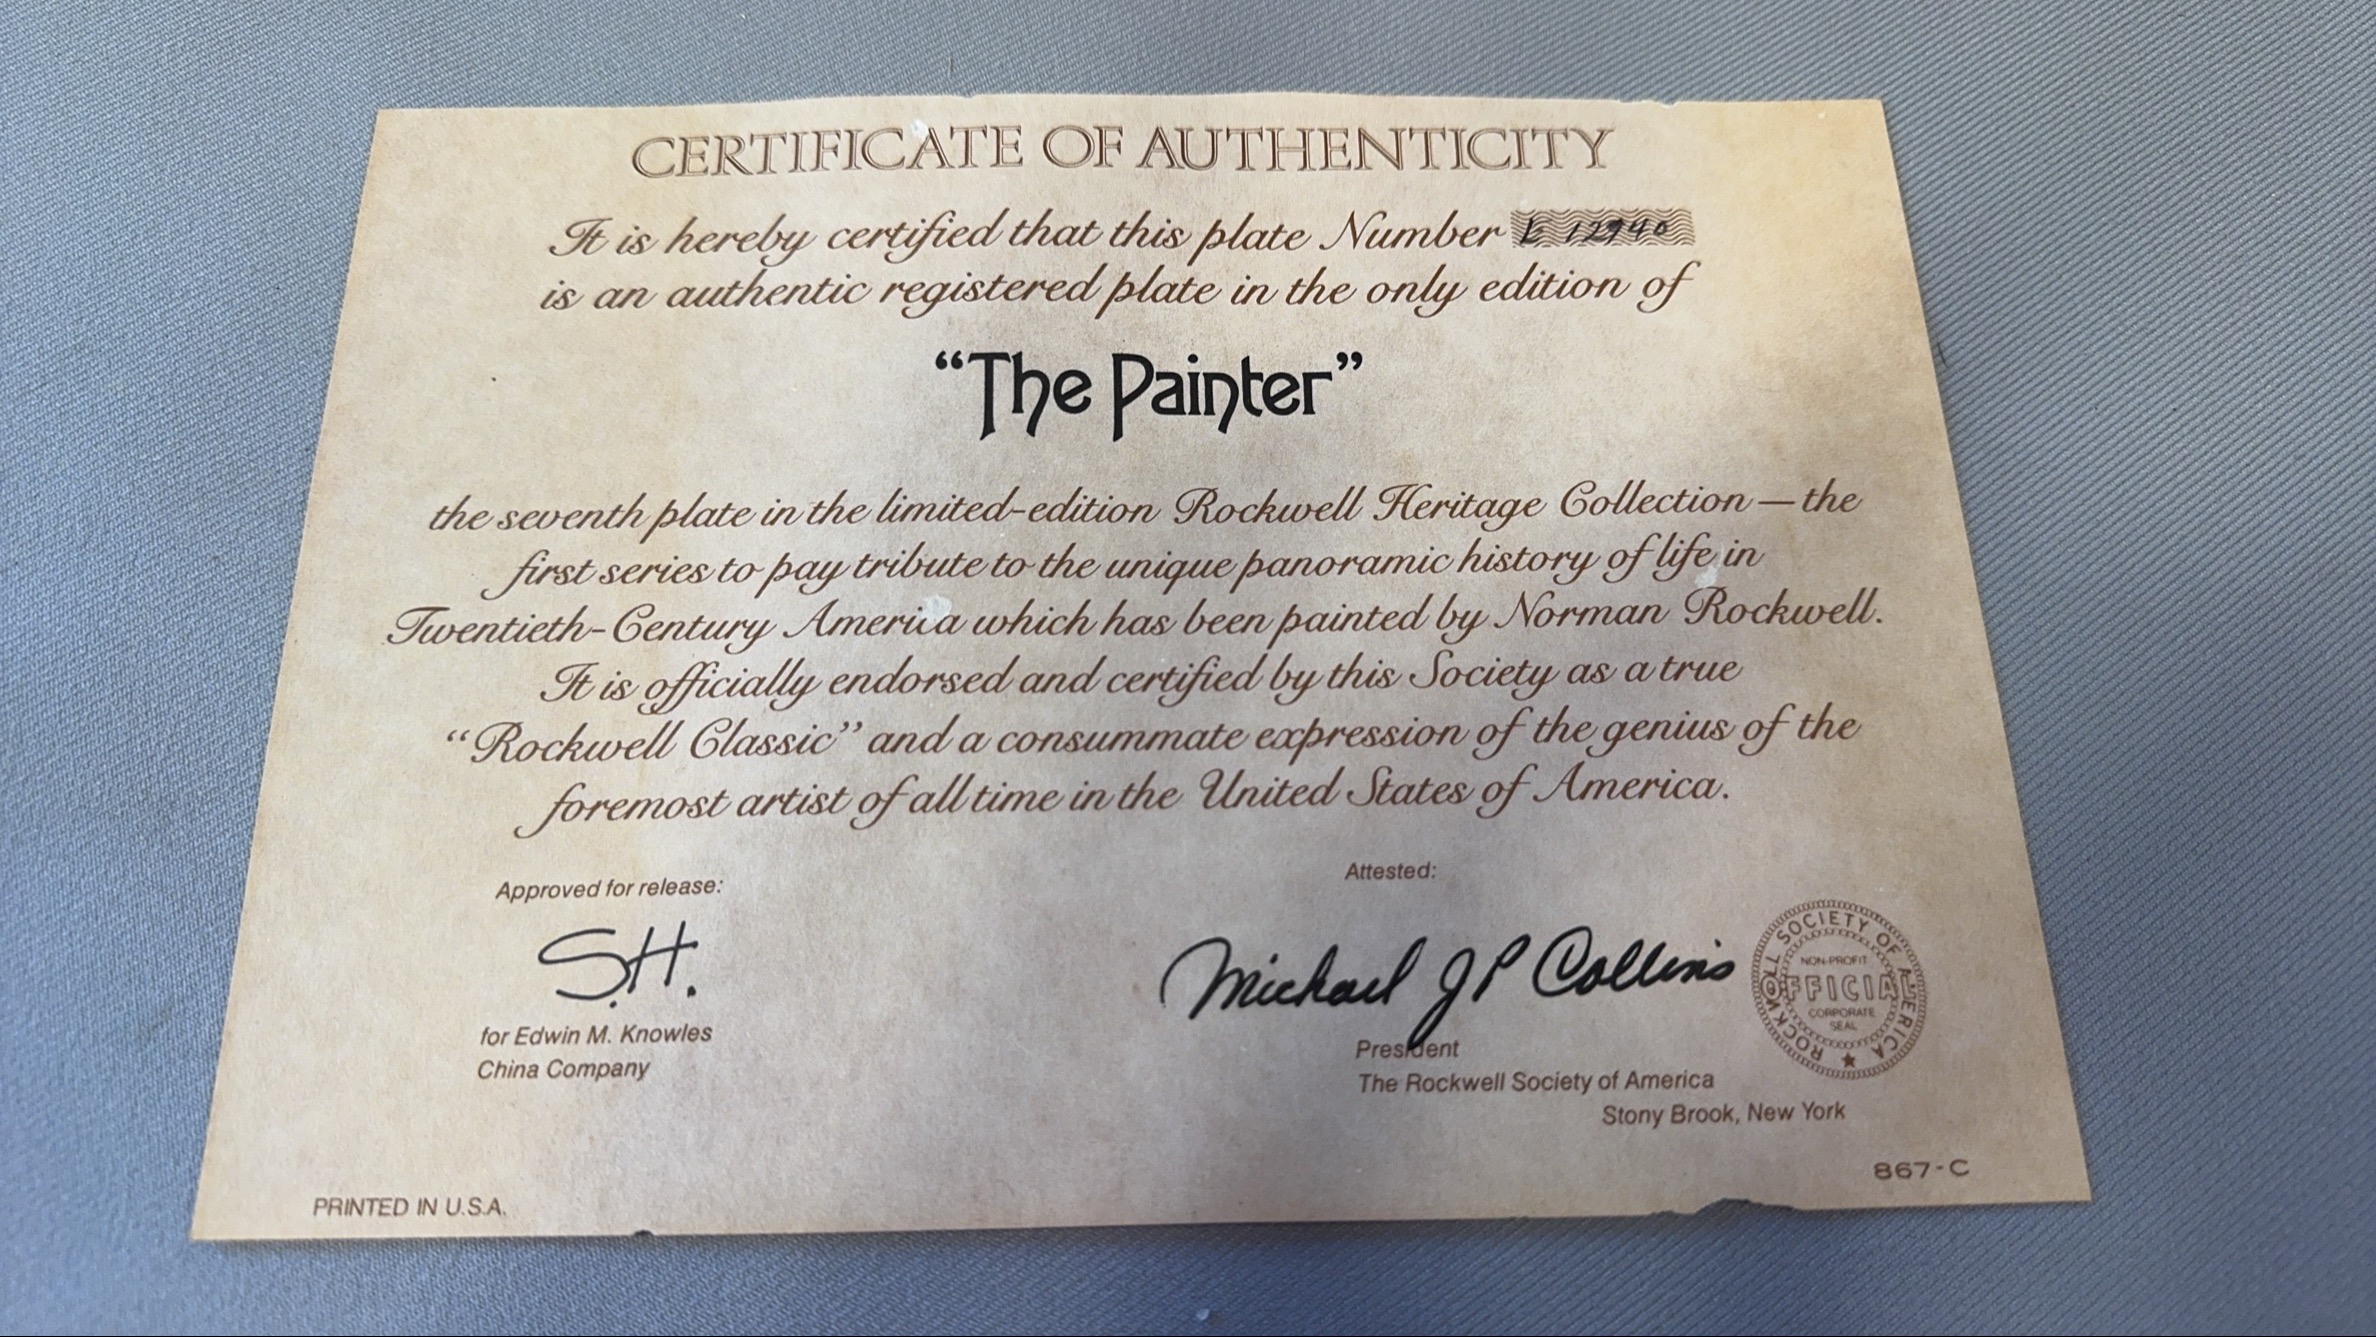 CERTIFICATE OF AUTHENTICITY
It is hereby certified that this plate Number L 12940
is an authentic registered plate in the only edition of
“The Painter”
the seventh plate in the limited-edition Rockwell Heritage Collection — the
first series to pay tribute to the unique panoramic history of life in
Twentieth-Century America which has been painted by Norman Rockwell.
It is officially endorsed and certified by this Society as a true
“Rockwell Classic” and a consummate expression of the genius of the
foremost artist of all time in the United States of America.
Approved for release:
S.H.
for Edwin M. Knowles
China Company
Attested:
Michael JP Collins
President
The Rockwell Society of America
Stony Brook, New York
ROCKWELL SOCIETY OF AMERICA
NON-PROFIT
OFFICIAL
CORPORATE
SEAL
867-C
PRINTED IN U.S.A.